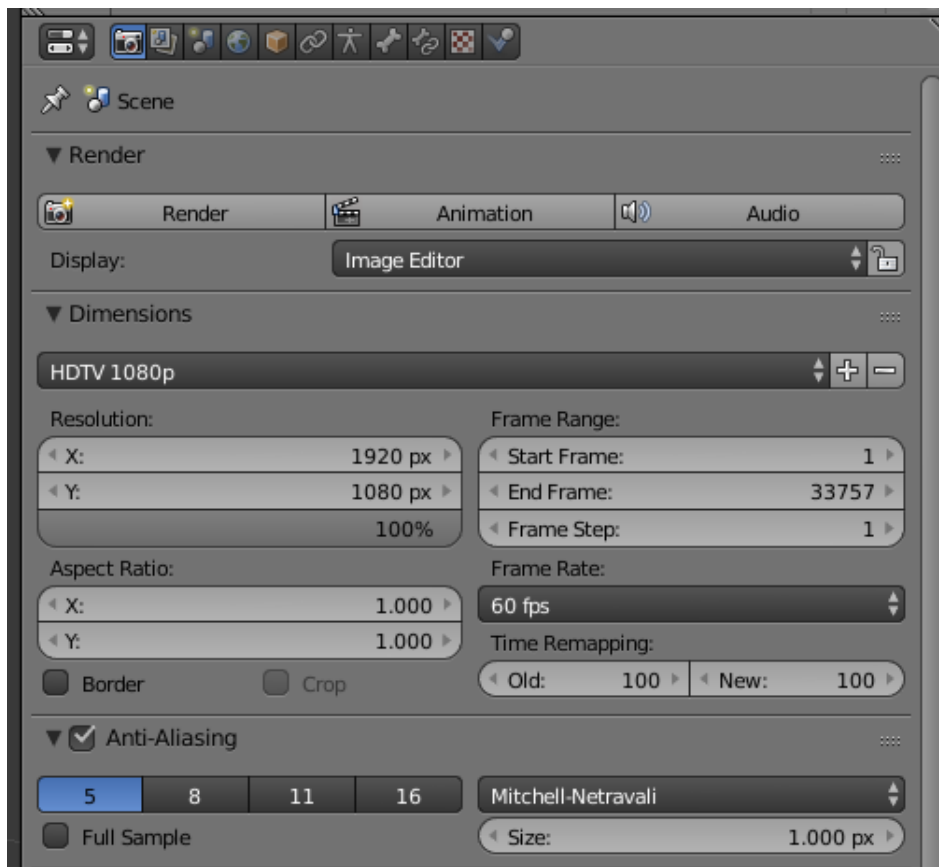 Scene
Render
Render Animation Audio
Display: Image Editor
Dimensions
HDTV 1080p
Resolution: Frame Range:
X: 1920 px Start Frame: 1
Y: 1080 px End Frame: 33757
100% Frame Step: 1
Aspect Ratio: Frame Rate:
X: 1.000 60 fps
Y: 1.000 Time Remapping:
Border Crop Old: 100 New: 100
Anti-Aliasing
5 8 11 16 Mitchell-Netravali
Full Sample Size: 1.000 px